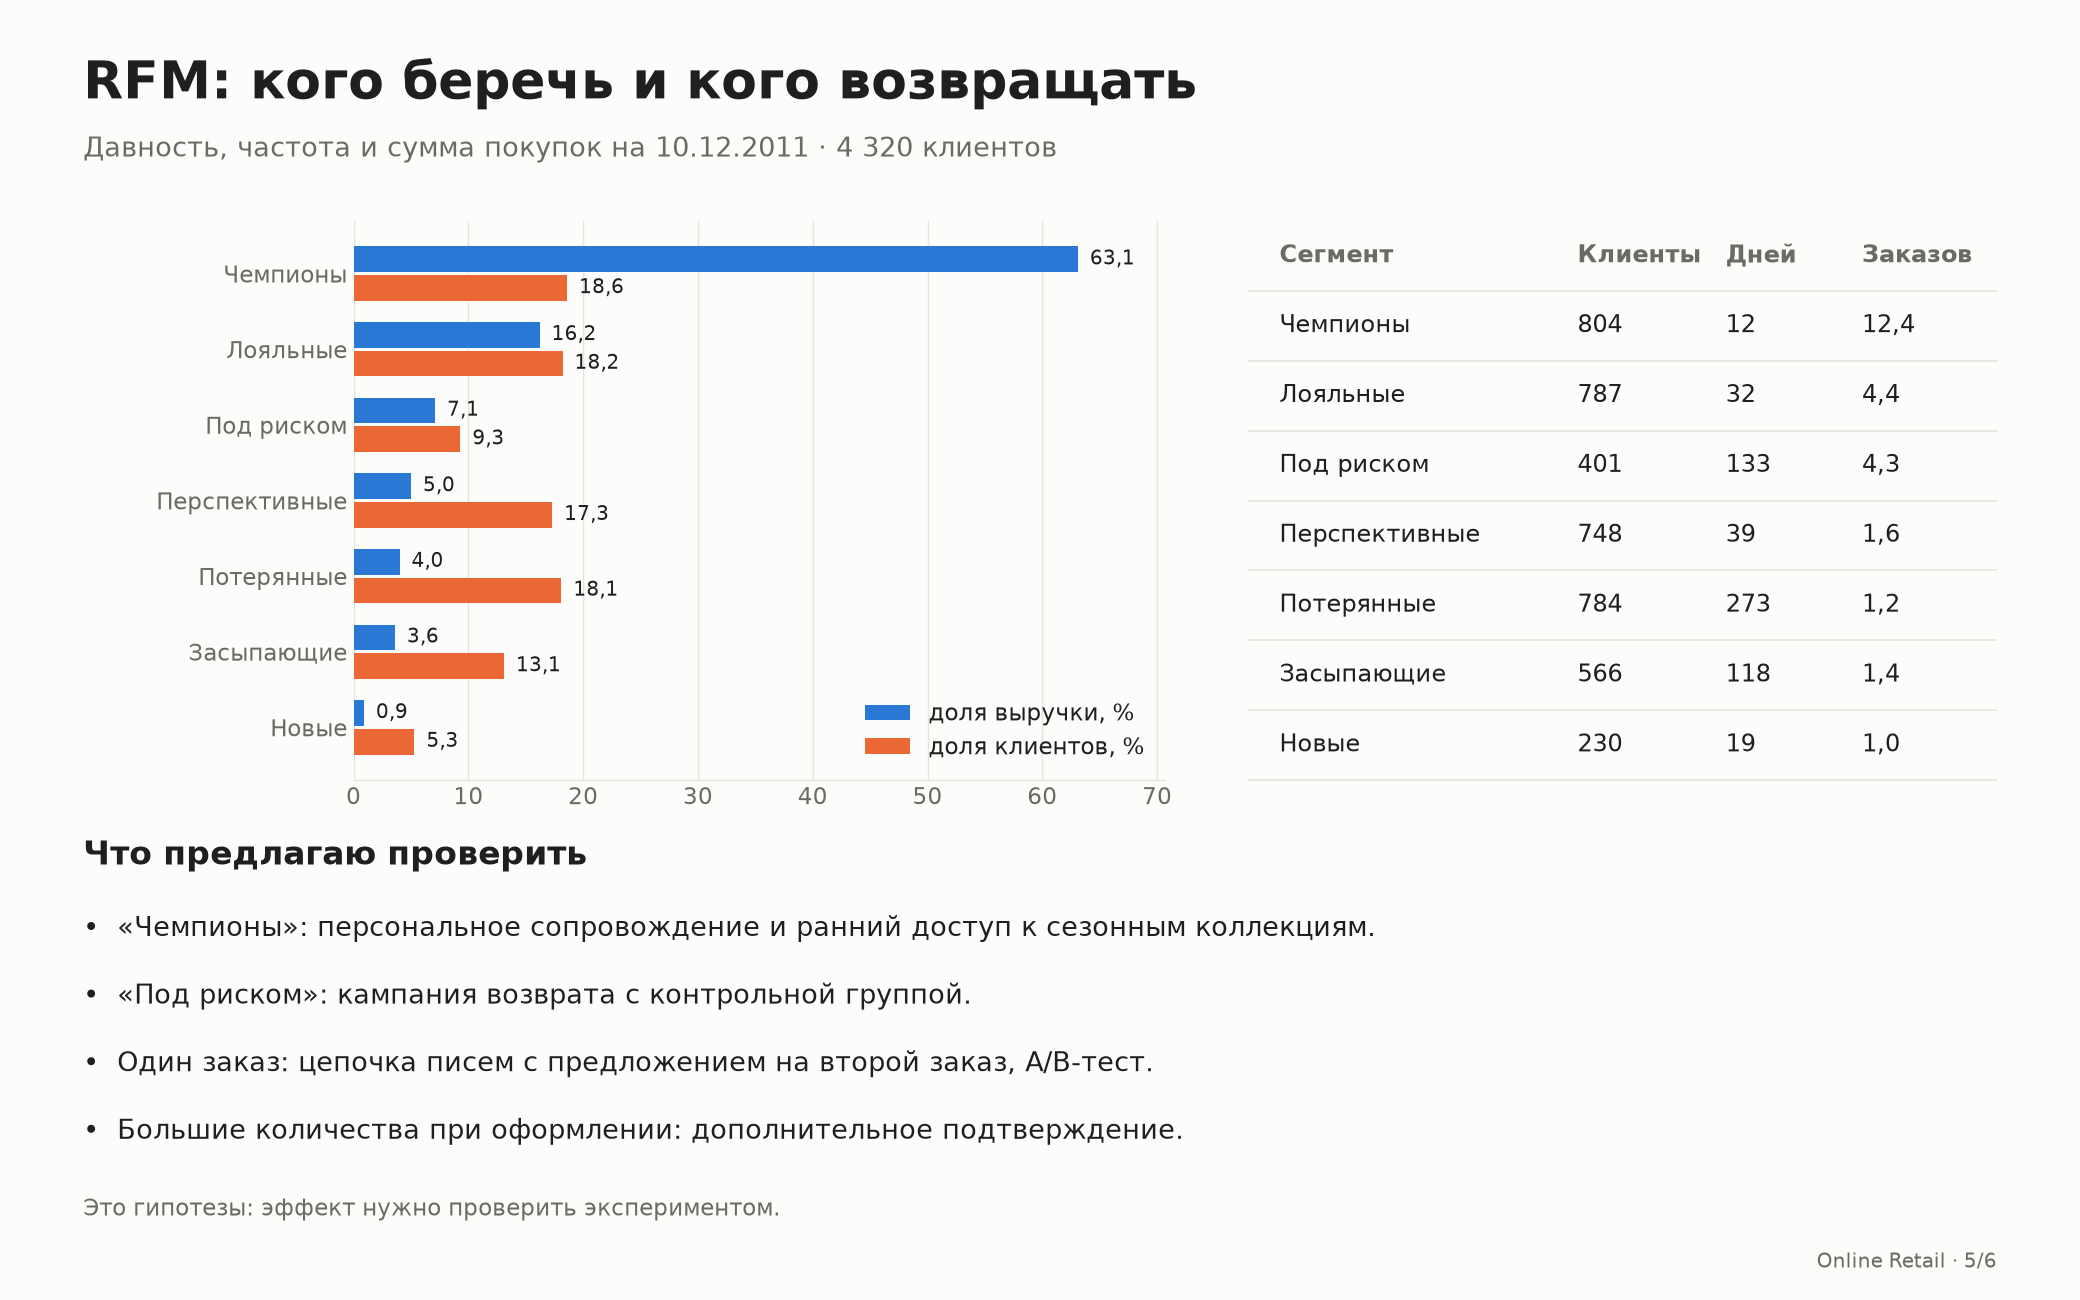 RFM: кого беречь и кого возвращать
Давность, частота и сумма покупок на 10.12.2011 · 4 320 клиентов
Чемпионы 63,1
18,6
Лояльные 16,2
18,2
Под риском 7,1
9,3
Перспективные 5,0
17,3
Потерянные 4,0
18,1
Засыпающие 3,6
13,1
Новые 0,9
5,3
доля выручки, %
доля клиентов, %
0 10 20 30 40 50 60 70
Сегмент Клиенты Дней Заказов
Чемпионы 804 12 12,4
Лояльные 787 32 4,4
Под риском 401 133 4,3
Перспективные 748 39 1,6
Потерянные 784 273 1,2
Засыпающие 566 118 1,4
Новые 230 19 1,0
Что предлагаю проверить
• «Чемпионы»: персональное сопровождение и ранний доступ к сезонным коллекциям.
• «Под риском»: кампания возврата с контрольной группой.
• Один заказ: цепочка писем с предложением на второй заказ, A/B-тест.
• Большие количества при оформлении: дополнительное подтверждение.
Это гипотезы: эффект нужно проверить экспериментом.
Online Retail · 5/6